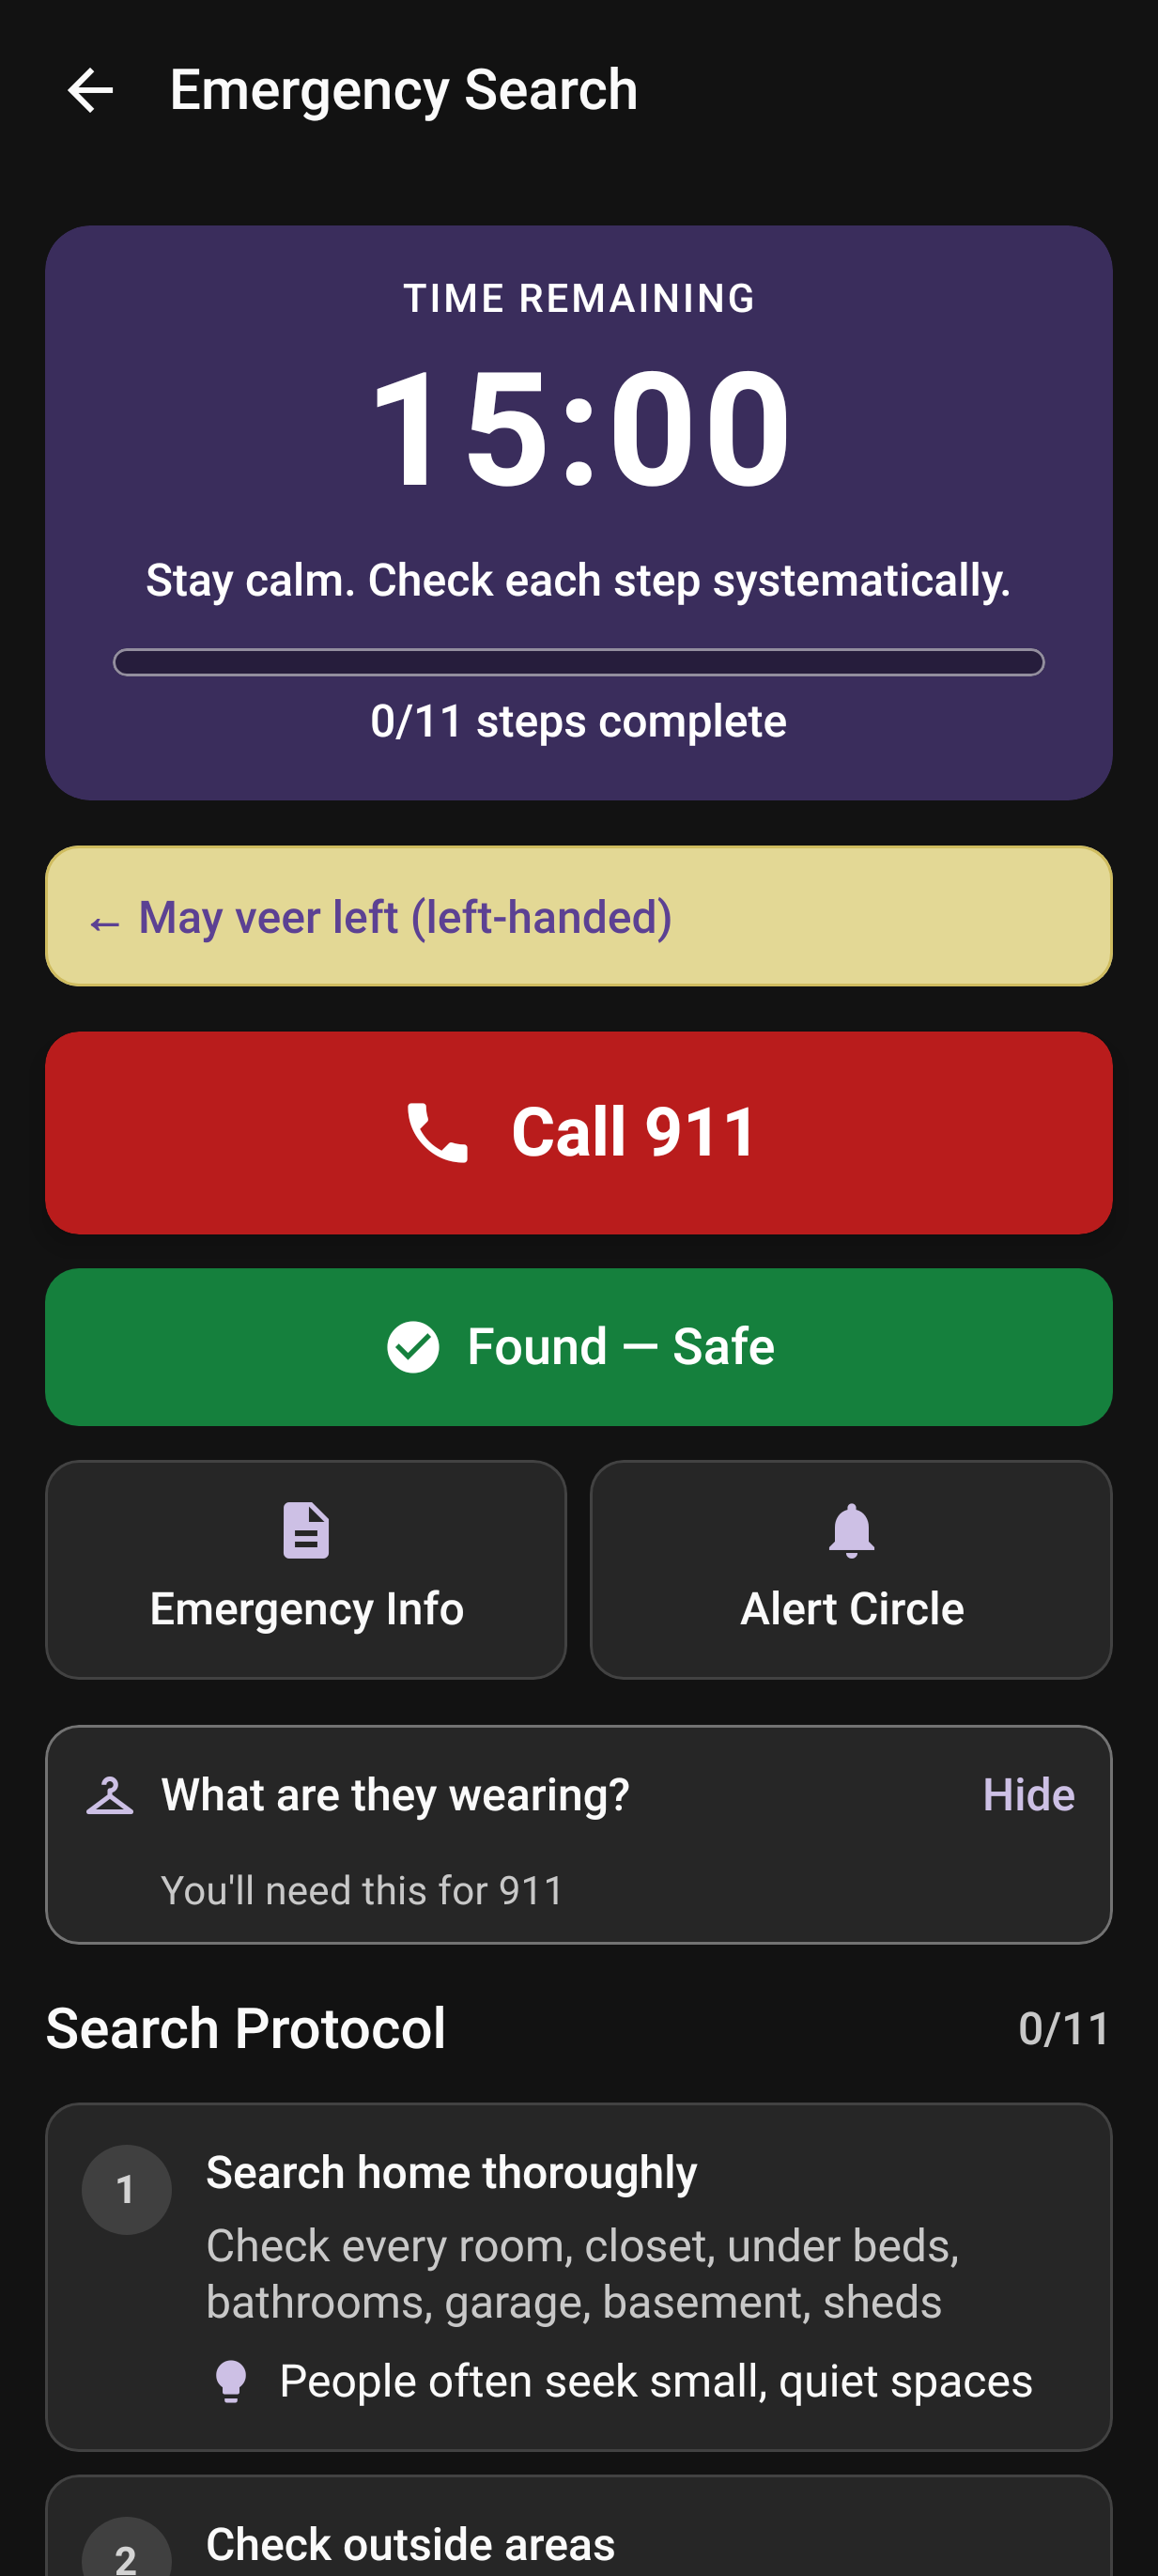 Emergency Search
TIME REMAINING
15:00
Stay calm. Check each step systematically.
0/11 steps complete
← May veer left (left-handed)
Call 911
Found — Safe
Emergency Info
Alert Circle
What are they wearing?
Hide
You'll need this for 911
Search Protocol
0/11
1
Search home thoroughly
Check every room, closet, under beds,
bathrooms, garage, basement, sheds
People often seek small, quiet spaces
2
Check outside areas